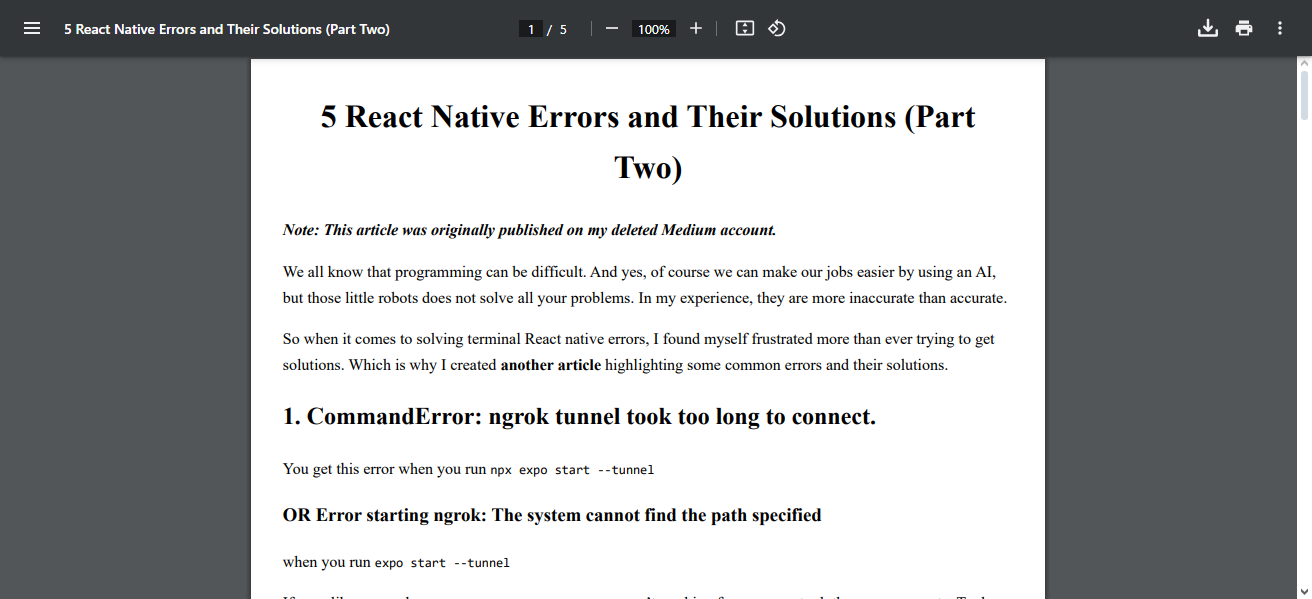 5 React Native Errors and Their Solutions (Part Two)
1 / 5
100%
5 React Native Errors and Their Solutions (Part
Two)
Note: This article was originally published on my deleted Medium account.
We all know that programming can be difficult. And yes, of course we can make our jobs easier by using an AI,
but those little robots does not solve all your problems. In my experience, they are more inaccurate than accurate.
So when it comes to solving terminal React native errors, I found myself frustrated more than ever trying to get
solutions. Which is why I created another article highlighting some common errors and their solutions.
1. CommandError: ngrok tunnel took too long to connect.
You get this error when you run npx expo start --tunnel
OR Error starting ngrok: The system cannot find the path specified
when you run expo start --tunnel